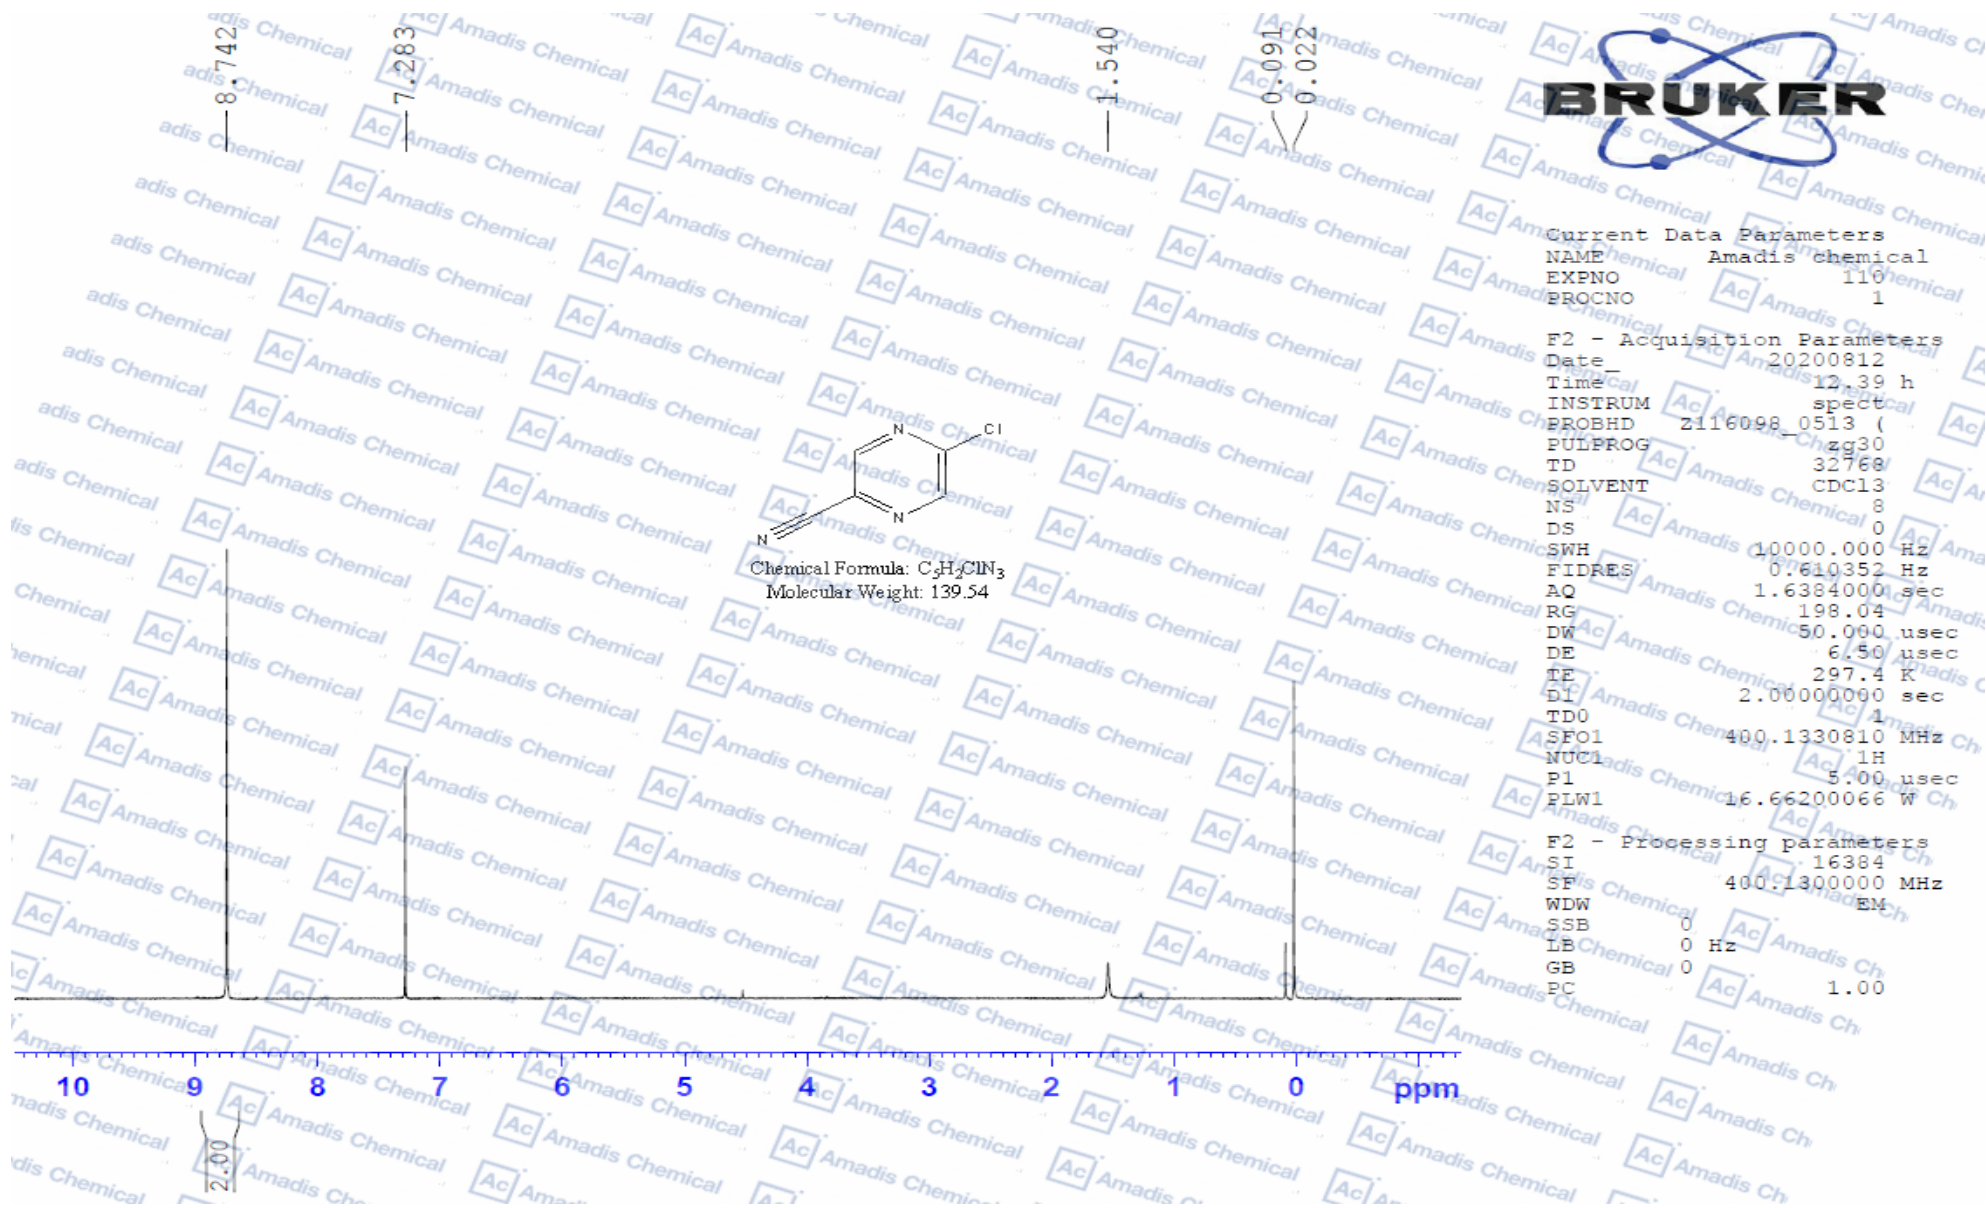 8.742
7.283
1.540
0.091
0.022
BRUKER
Current Data Parameters
NAME Amadis chemical
EXPNO 110
PROCNO 1
F2 - Acquisition Parameters
Date_ 20200812
Time 12.39 h
INSTRUM spect
PROBHD Z116098_0513 (
PULPROG zg30
TD 32768
SOLVENT CDCl3
NS 8
DS 0
SWH 10000.000 Hz
FIDRES 0.610352 Hz
AQ 1.6384000 sec
RG 198.04
DW 50.000 usec
DE 6.50 usec
TE 297.4 K
D1 2.00000000 sec
TD0 1
SFO1 400.1330810 MHz
NUC1 1H
P1 5.00 usec
PLW1 16.66200066 W
F2 - Processing parameters
SI 16384
SF 400.1300000 MHz
WDW EM
SSB 0
LB 0 Hz
GB 0
PC 1.00
N
Cl
N
N
Chemical Formula: C5H2ClN3
Molecular Weight: 139.54
10 9 8 7 6 5 4 3 2 1 0 ppm
2.00
Ac Amadis Chemical